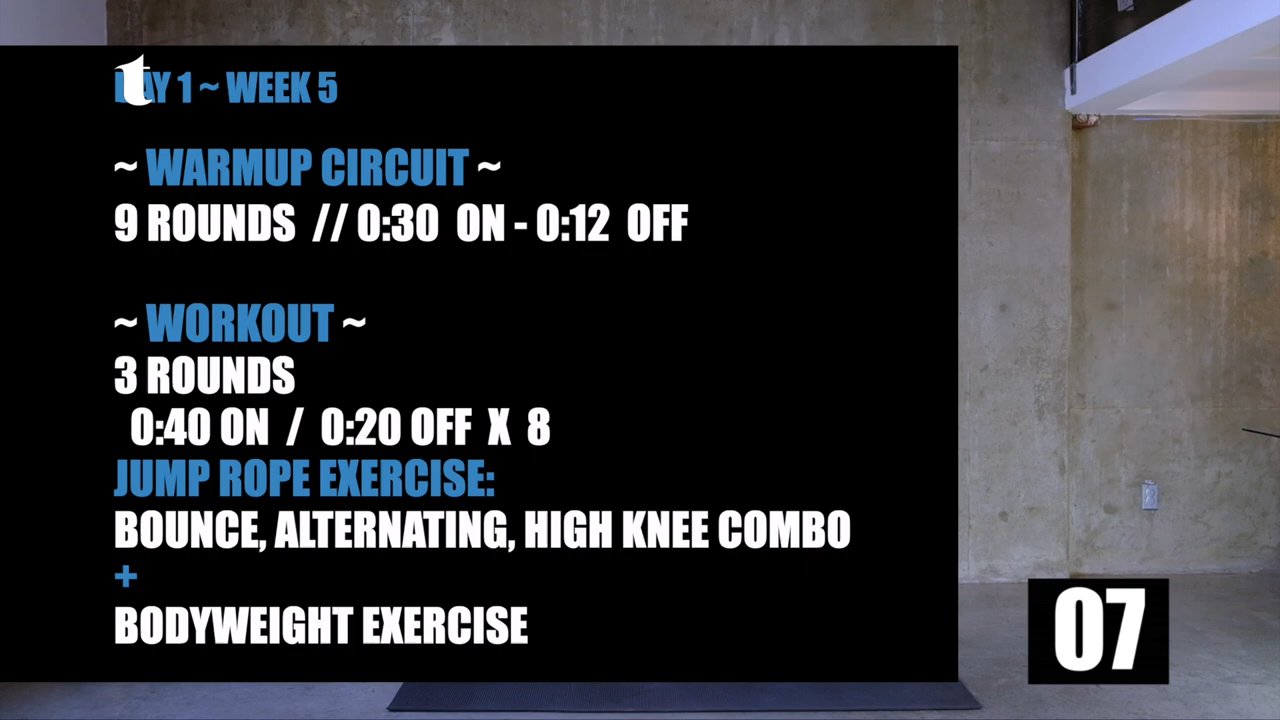 DAY 1 ~ WEEK 5
t
~ WARMUP CIRCUIT ~
9 ROUNDS // 0:30 ON - 0:12 OFF
~ WORKOUT ~
3 ROUNDS
0:40 ON / 0:20 OFF X 8
JUMP ROPE EXERCISE:
BOUNCE, ALTERNATING, HIGH KNEE COMBO
+
BODYWEIGHT EXERCISE
07